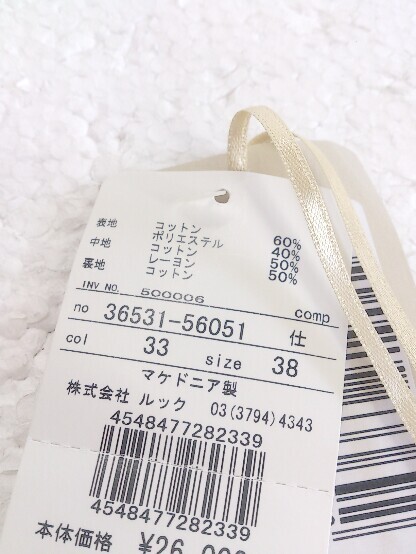 表地 コットン 60%
ポリエステル 40%
中地 コットン 50%
裏地 レーヨン 50%
コットン
INV NO. 500006 comp
no 36531-56051 仕
col 33 size 38
マケドニア製
株式会社 ルック 03(3794)4343
4548477282339
4548477282339
本体価格 ¥26,000